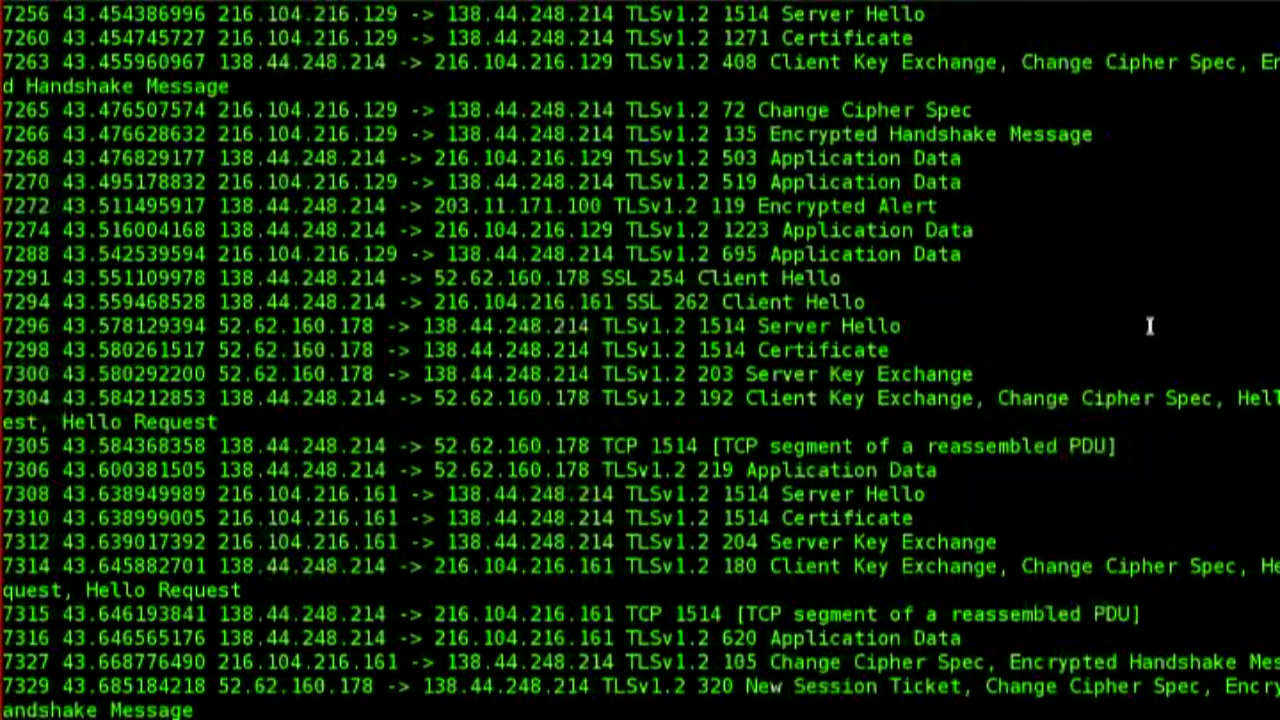 7256 43.454386996 216.104.216.129 -> 138.44.248.214 TLSv1.2 1514 Server Hello
7260 43.454745727 216.104.216.129 -> 138.44.248.214 TLSv1.2 1271 Certificate
7263 43.455960967 138.44.248.214 -> 216.104.216.129 TLSv1.2 408 Client Key Exchange, Change Cipher Spec, En
d Handshake Message
7265 43.476507574 216.104.216.129 -> 138.44.248.214 TLSv1.2 72 Change Cipher Spec
7266 43.476628632 216.104.216.129 -> 138.44.248.214 TLSv1.2 135 Encrypted Handshake Message
7268 43.476829177 138.44.248.214 -> 216.104.216.129 TLSv1.2 503 Application Data
7270 43.495178832 216.104.216.129 -> 138.44.248.214 TLSv1.2 519 Application Data
7272 43.511495917 138.44.248.214 -> 203.11.171.100 TLSv1.2 119 Encrypted Alert
7274 43.516004168 138.44.248.214 -> 216.104.216.129 TLSv1.2 1223 Application Data
7288 43.542539594 216.104.216.129 -> 138.44.248.214 TLSv1.2 695 Application Data
7291 43.551109978 138.44.248.214 -> 52.62.160.178 SSL 254 Client Hello
7294 43.559468528 138.44.248.214 -> 216.104.216.161 SSL 262 Client Hello
7296 43.578129394 52.62.160.178 -> 138.44.248.214 TLSv1.2 1514 Server Hello
7298 43.580261517 52.62.160.178 -> 138.44.248.214 TLSv1.2 1514 Certificate
7300 43.580292200 52.62.160.178 -> 138.44.248.214 TLSv1.2 203 Server Key Exchange
7304 43.584212853 138.44.248.214 -> 52.62.160.178 TLSv1.2 192 Client Key Exchange, Change Cipher Spec, Hell
est, Hello Request
7305 43.584368358 138.44.248.214 -> 52.62.160.178 TCP 1514 [TCP segment of a reassembled PDU]
7306 43.600381505 138.44.248.214 -> 52.62.160.178 TLSv1.2 219 Application Data
7308 43.638949989 216.104.216.161 -> 138.44.248.214 TLSv1.2 1514 Server Hello
7310 43.638999005 216.104.216.161 -> 138.44.248.214 TLSv1.2 1514 Certificate
7312 43.639017392 216.104.216.161 -> 138.44.248.214 TLSv1.2 204 Server Key Exchange
7314 43.645882701 138.44.248.214 -> 216.104.216.161 TLSv1.2 180 Client Key Exchange, Change Cipher Spec, He
quest, Hello Request
7315 43.646193841 138.44.248.214 -> 216.104.216.161 TCP 1514 [TCP segment of a reassembled PDU]
7316 43.646565176 138.44.248.214 -> 216.104.216.161 TLSv1.2 620 Application Data
7327 43.668776490 216.104.216.161 -> 138.44.248.214 TLSv1.2 105 Change Cipher Spec, Encrypted Handshake Mes
7329 43.685184218 52.62.160.178 -> 138.44.248.214 TLSv1.2 320 New Session Ticket, Change Cipher Spec, Encry
andshake Message